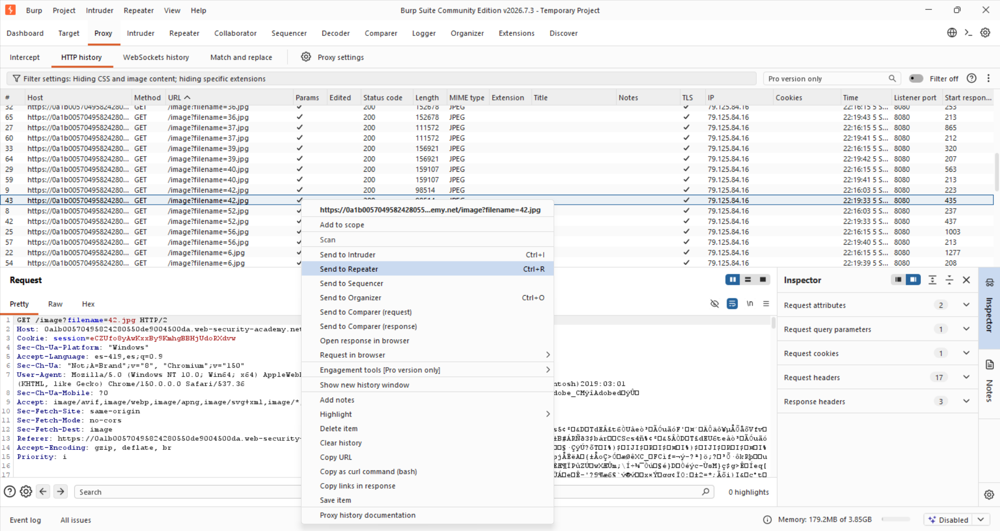 Burp Project Intruder Repeater View Help Burp Suite Community Edition v2026.7.3 - Temporary Project
Dashboard Target Proxy Intruder Repeater Collaborator Sequencer Decoder Comparer Logger Organizer Extensions Discover
Intercept HTTP history WebSockets history Match and replace Proxy settings
Filter settings: Hiding CSS and image content; hiding specific extensions Pro version only Filter off
# Host Method URL Params Edited Status code Length MIME type Extension Title Notes TLS IP Cookies Time Listener port Start respon...
32 https://0a1b00570495824280... GET /image?filename=36.jpg ✓ 200 152678 JPEG ✓ 79.125.84.16 22:16:15 5 S... 8080 253
65 https://0a1b00570495824280... GET /image?filename=36.jpg ✓ 200 152678 JPEG ✓ 79.125.84.16 22:19:43 5 S... 8080 213
27 https://0a1b00570495824280... GET /image?filename=37.jpg ✓ 200 111572 JPEG ✓ 79.125.84.16 22:16:15 5 S... 8080 865
60 https://0a1b00570495824280... GET /image?filename=37.jpg ✓ 200 111572 JPEG ✓ 79.125.84.16 22:19:41 5 S... 8080 212
33 https://0a1b00570495824280... GET /image?filename=39.jpg ✓ 200 156921 JPEG ✓ 79.125.84.16 22:16:15 5 S... 8080 320
64 https://0a1b00570495824280... GET /image?filename=39.jpg ✓ 200 156921 JPEG ✓ 79.125.84.16 22:19:42 5 S... 8080 207
29 https://0a1b00570495824280... GET /image?filename=40.jpg ✓ 200 159107 JPEG ✓ 79.125.84.16 22:16:15 5 S... 8080 563
59 https://0a1b00570495824280... GET /image?filename=40.jpg ✓ 200 159107 JPEG ✓ 79.125.84.16 22:19:41 5 S... 8080 213
9 https://0a1b00570495824280... GET /image?filename=42.jpg ✓ 200 98514 JPEG ✓ 79.125.84.16 22:16:03 5 S... 8080 223
43 https://0a1b00570495824280... GET /image?filename=42.jpg ✓ 200 98514 JPEG ✓ 79.125.84.16 22:19:33 5 S... 8080 435
8 https://0a1b00570495824280... GET /image?filename=52.jpg ✓ 79.125.84.16 22:16:03 5 S... 8080 237
42 https://0a1b00570495824280... GET /image?filename=52.jpg ✓ 79.125.84.16 22:19:33 5 S... 8080 437
25 https://0a1b00570495824280... GET /image?filename=56.jpg ✓ 79.125.84.16 22:16:15 5 S... 8080 1003
57 https://0a1b00570495824280... GET /image?filename=56.jpg ✓ 79.125.84.16 22:19:40 5 S... 8080 213
22 https://0a1b00570495824280... GET /image?filename=6.jpg ✓ 79.125.84.16 22:16:15 5 S... 8080 1277
54 https://0a1b00570495824280... GET /image?filename=6.jpg ✓ 79.125.84.16 22:19:39 5 S... 8080 208
https://0a1b0057049582428055...emy.net/image?filename=42.jpg
Add to scope
Scan
Send to Intruder Ctrl+I
Send to Repeater Ctrl+R
Send to Sequencer
Send to Organizer Ctrl+O
Send to Comparer (request)
Send to Comparer (response)
Open response in browser
Request in browser
Engagement tools [Pro version only]
Show new history window
Add notes
Highlight
Delete item
Clear history
Copy URL
Copy as curl command (bash)
Copy links in response
Save item
Proxy history documentation
Request
Pretty Raw Hex
1 GET /image?filename=42.jpg HTTP/2
2 Host: 0a1b00570495824280550de9004500da.web-security-academy.net
3 Cookie: session=eCZUfo8yAwKxxBy9KmhgBBHjUdoRXdvw
4 Sec-Ch-Ua-Platform: "Windows"
5 Accept-Language: es-419,es;q=0.9
6 Sec-Ch-Ua: "Not;A=Brand";v="8", "Chromium";v="150"
7 User-Agent: Mozilla/5.0 (Windows NT 10.0; Win64; x64)
(KHTML, like Gecko) Chrome/150.0.0.0 Safari/537.36
8 Sec-Ch-Ua-Mobile: ?0
9 Accept: image/avif,image/webp,image/apng,image/svg+xml,image/*
10 Sec-Fetch-Site: same-origin
11 Sec-Fetch-Mode: no-cors
12 Sec-Fetch-Dest: image
13 Referer: https://0a1b00570495824280550de9004500da.web-security-
14 Accept-Encoding: gzip, deflate, br
15 Priority: i
16
17
\n
ntosh)2019:03:01
Inspector
Request attributes 2
Request query parameters 1
Request cookies 1
Request headers 17
Response headers 3
Inspector
Notes
Search 0 highlights
Event log All issues Memory: 179.2MB of 3.85GB Disabled